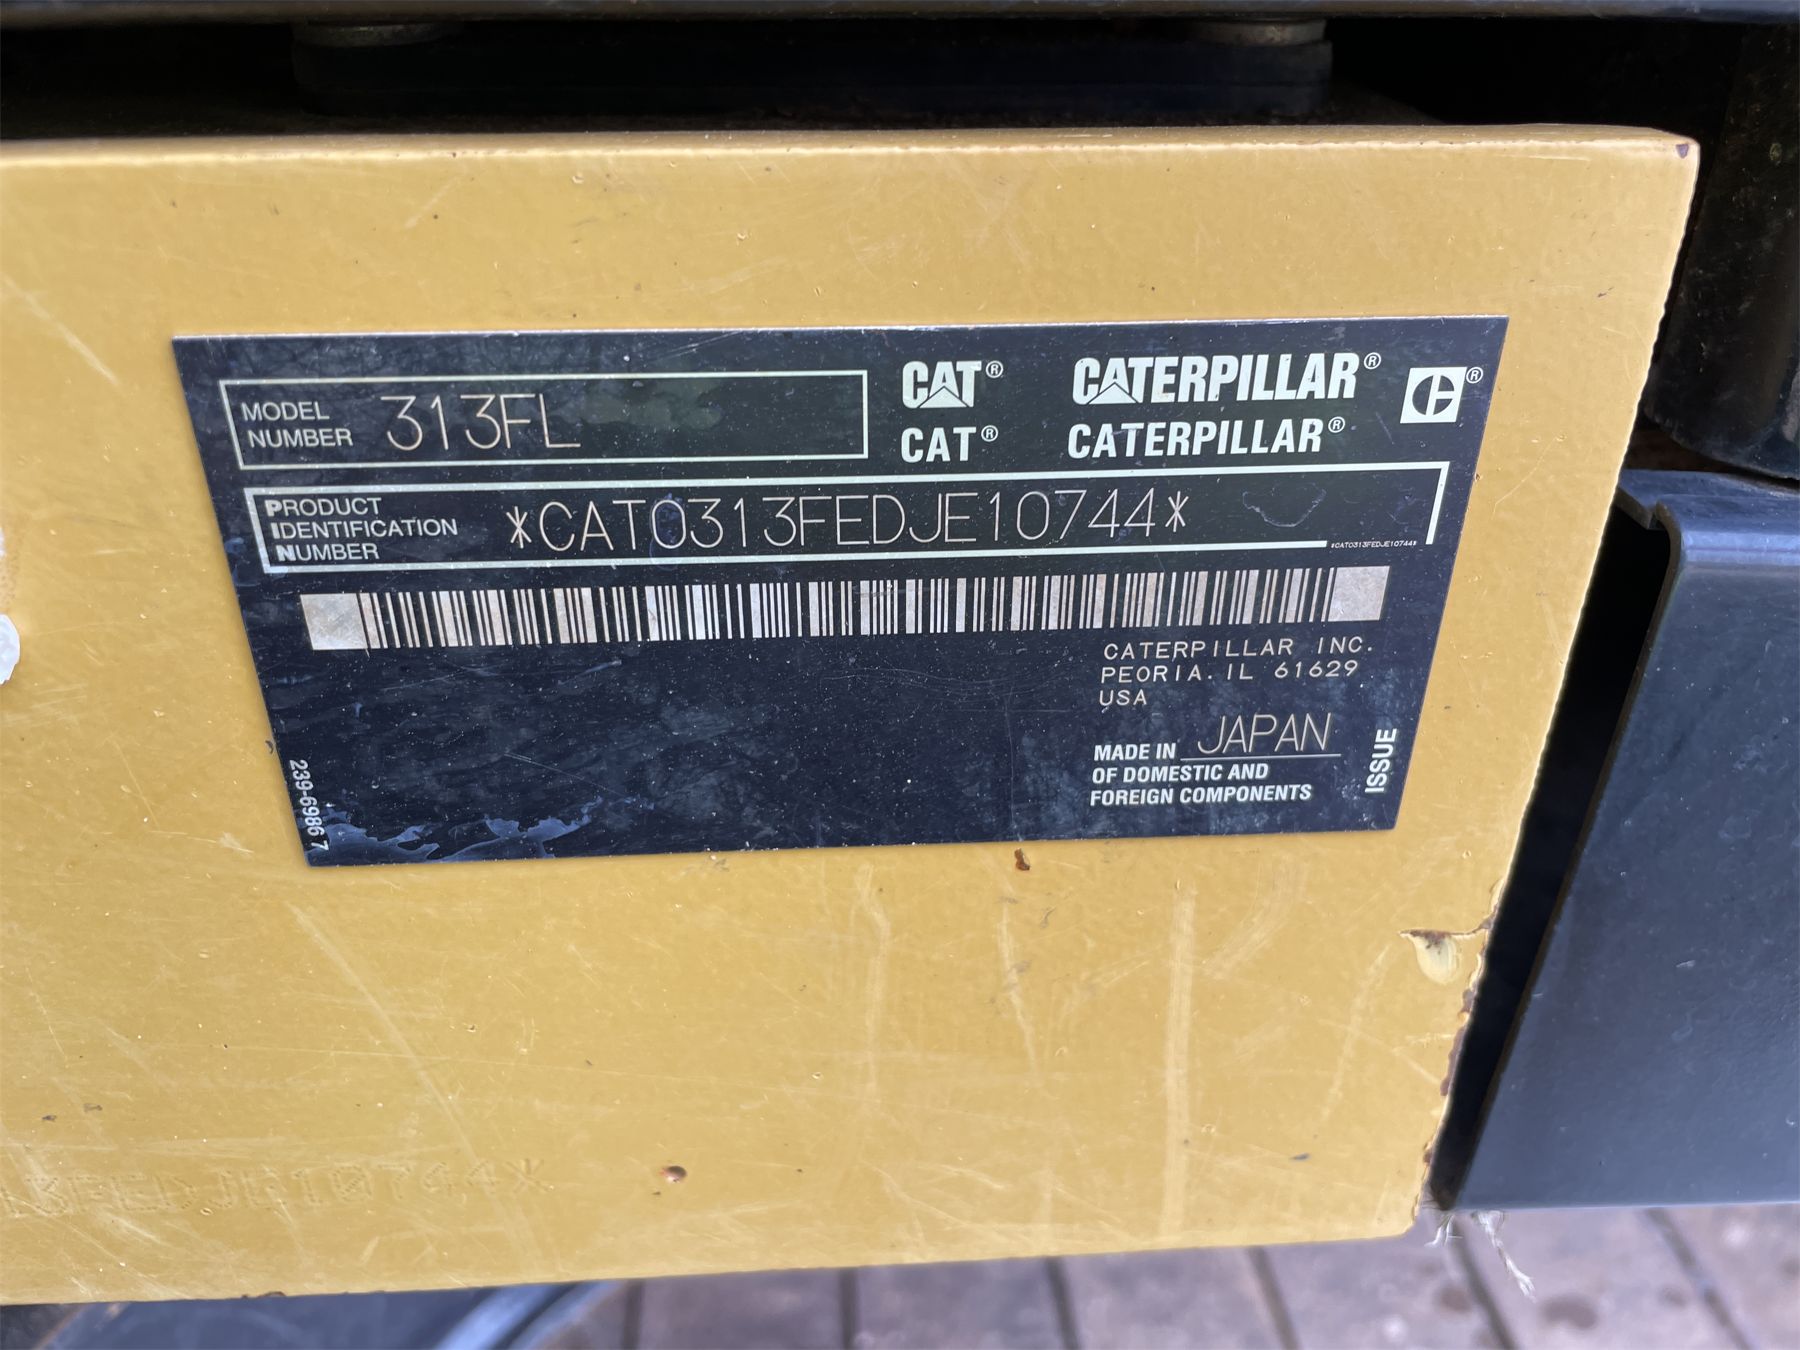 MODEL NUMBER 313FL
CAT® CATERPILLAR® ®
CAT® CATERPILLAR®
PRODUCT IDENTIFICATION NUMBER *CAT0313FEDJE10744*
*CAT0313FEDJE10744*
CATERPILLAR INC.
PEORIA. IL 61629
USA
MADE IN JAPAN
OF DOMESTIC AND
FOREIGN COMPONENTS
ISSUE
239-6986 7
3FEDJE10744*